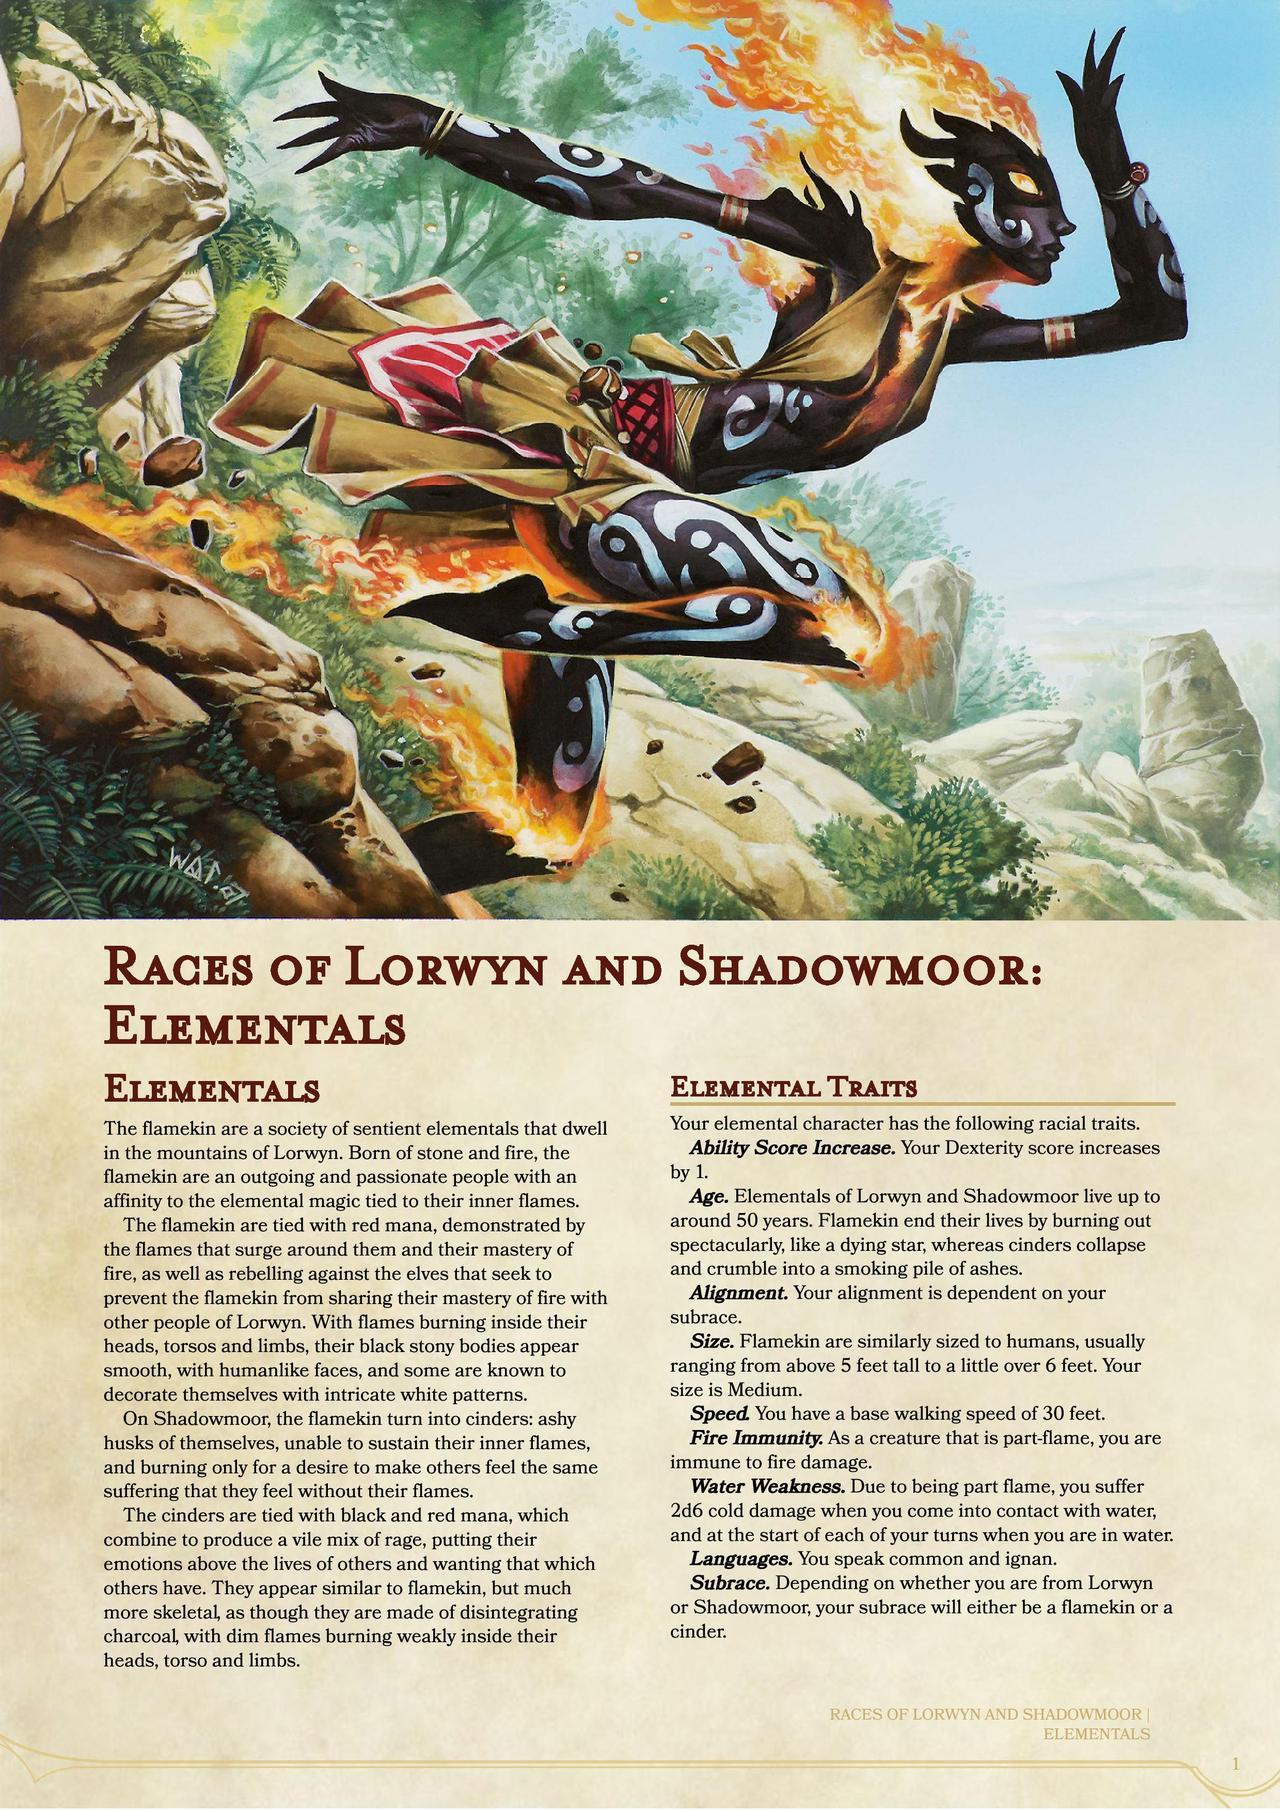 WAT.07
RACES OF LORWYN AND SHADOWMOOR:
ELEMENTALS
ELEMENTALS
The flamekin are a society of sentient elementals that dwell
in the mountains of Lorwyn. Born of stone and fire, the
flamekin are an outgoing and passionate people with an
affinity to the elemental magic tied to their inner flames.
The flamekin are tied with red mana, demonstrated by
the flames that surge around them and their mastery of
fire, as well as rebelling against the elves that seek to
prevent the flamekin from sharing their mastery of fire with
other people of Lorwyn. With flames burning inside their
heads, torsos and limbs, their black stony bodies appear
smooth, with humanlike faces, and some are known to
decorate themselves with intricate white patterns.
On Shadowmoor, the flamekin turn into cinders: ashy
husks of themselves, unable to sustain their inner flames,
and burning only for a desire to make others feel the same
suffering that they feel without their flames.
The cinders are tied with black and red mana, which
combine to produce a vile mix of rage, putting their
emotions above the lives of others and wanting that which
others have. They appear similar to flamekin, but much
more skeletal, as though they are made of disintegrating
charcoal, with dim flames burning weakly inside their
heads, torso and limbs.
ELEMENTAL TRAITS
Your elemental character has the following racial traits.
Ability Score Increase. Your Dexterity score increases
by 1.
Age. Elementals of Lorwyn and Shadowmoor live up to
around 50 years. Flamekin end their lives by burning out
spectacularly, like a dying star, whereas cinders collapse
and crumble into a smoking pile of ashes.
Alignment. Your alignment is dependent on your
subrace.
Size. Flamekin are similarly sized to humans, usually
ranging from above 5 feet tall to a little over 6 feet. Your
size is Medium.
Speed. You have a base walking speed of 30 feet.
Fire Immunity. As a creature that is part-flame, you are
immune to fire damage.
Water Weakness. Due to being part flame, you suffer
2d6 cold damage when you come into contact with water,
and at the start of each of your turns when you are in water.
Languages. You speak common and ignan.
Subrace. Depending on whether you are from Lorwyn
or Shadowmoor, your subrace will either be a flamekin or a
cinder.
RACES OF LORWYN AND SHADOWMOOR |
ELEMENTALS
1